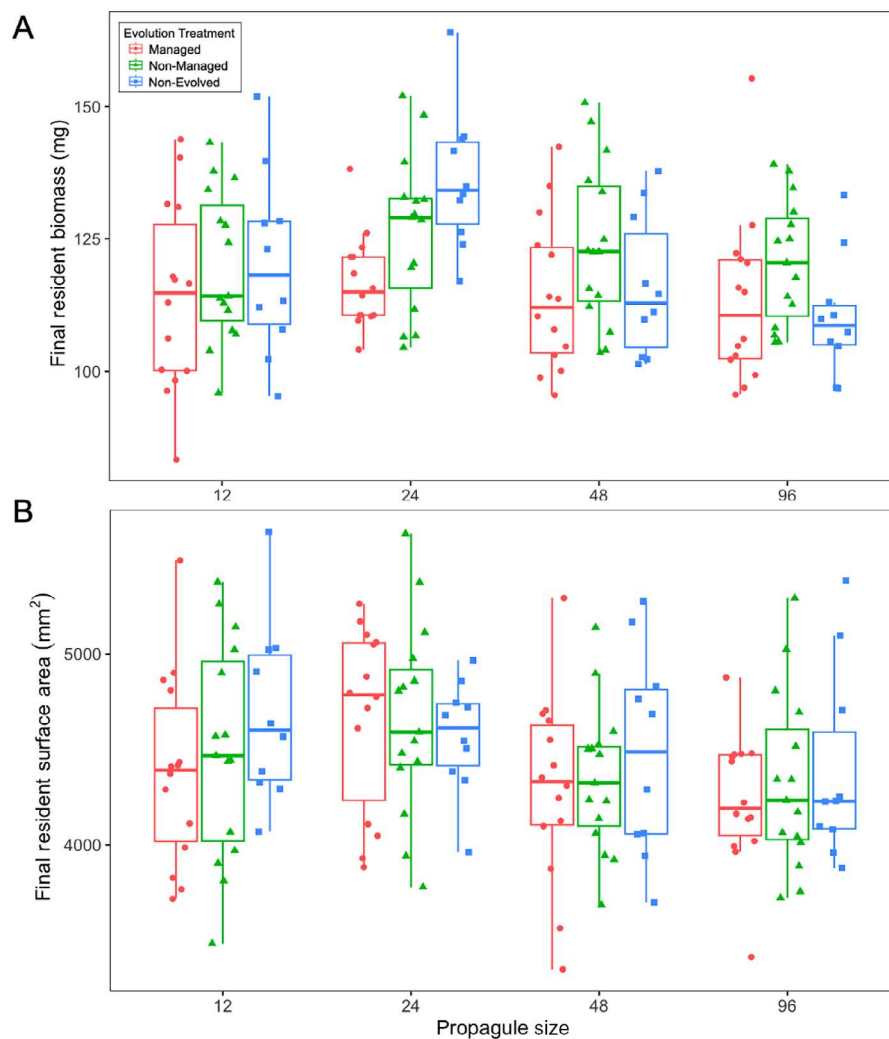 A
Evolution Treatment
Managed
Non-Managed
Non-Evolved
Final resident biomass (mg)
150
125
100
12 24 48 96
B
Final resident surface area (mm²)
5000
4000
12 24 48 96
Propagule size